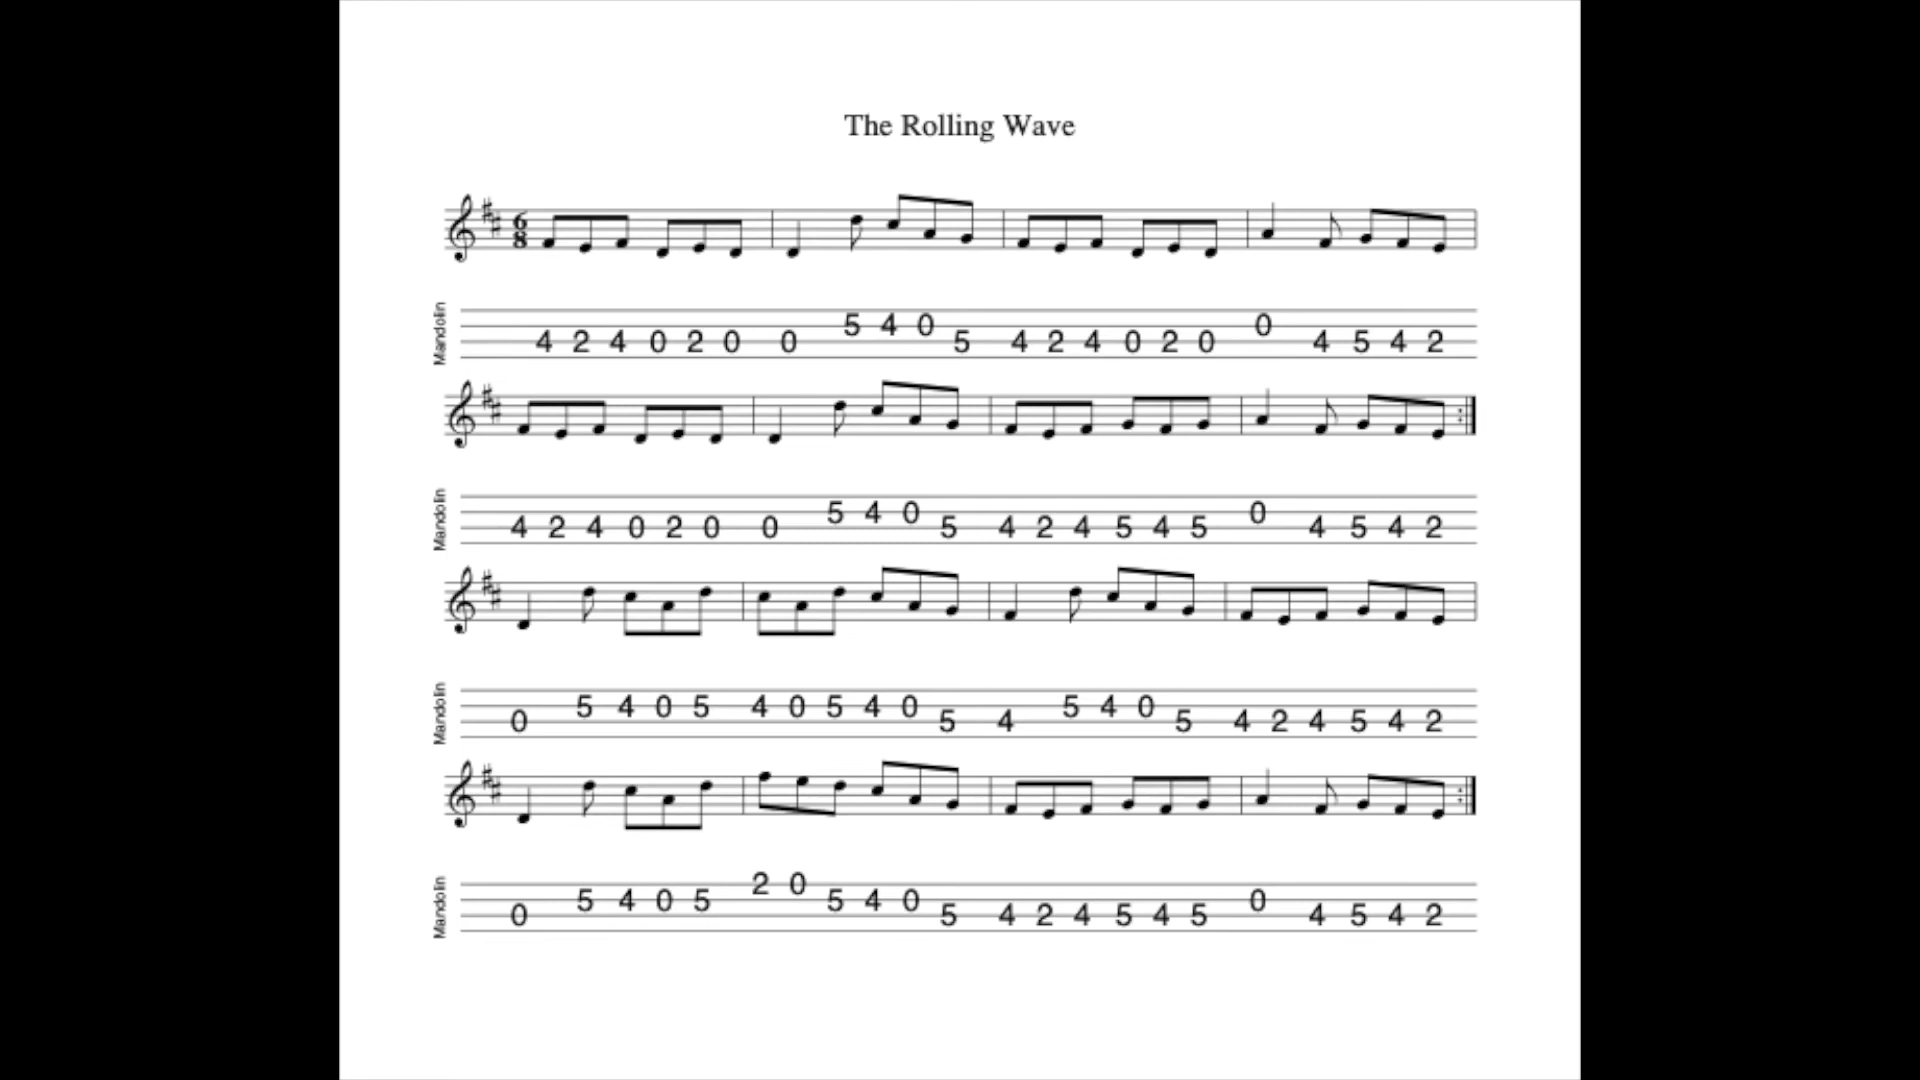 The Rolling Wave
6
8
Mandolin
4 2 4 0 2 0 0 5 4 0 5 4 2 4 0 2 0 0 4 5 4 2
Mandolin
4 2 4 0 2 0 0 5 4 0 5 4 2 4 5 4 5 0 4 5 4 2
Mandolin
0 5 4 0 5 4 0 5 4 0 5 4 5 4 0 5 4 2 4 5 4 2
Mandolin
0 5 4 0 5 2 0 5 4 0 5 4 2 4 5 4 5 0 4 5 4 2